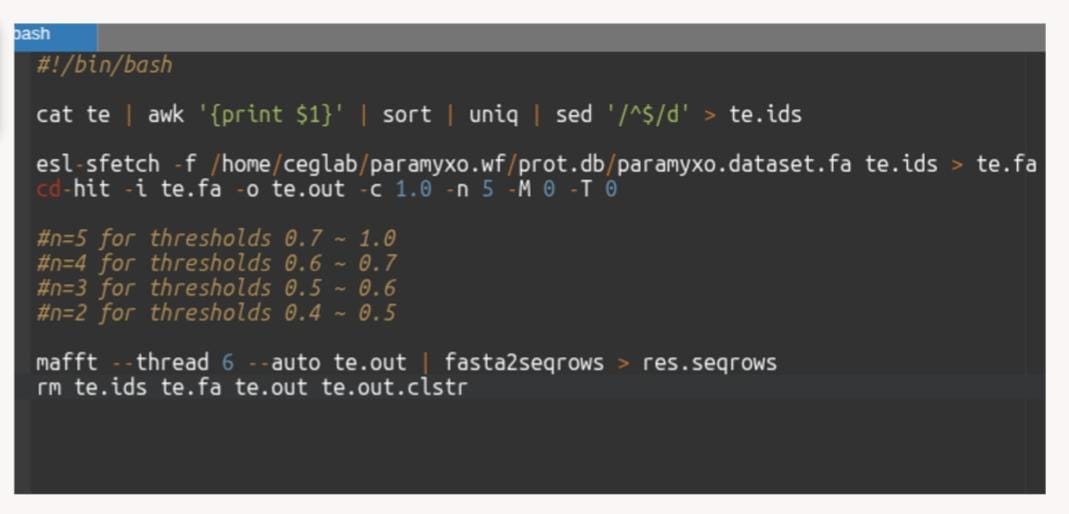 bash
#!/bin/bash
cat te | awk '{print $1}' | sort | uniq | sed '/^$/d' > te.ids
esl-sfetch -f /home/ceglab/paramyxo.wf/prot.db/paramyxo.dataset.fa te.ids > te.fa
cd-hit -i te.fa -o te.out -c 1.0 -n 5 -M 0 -T 0
#n=5 for thresholds 0.7 ~ 1.0
#n=4 for thresholds 0.6 ~ 0.7
#n=3 for thresholds 0.5 ~ 0.6
#n=2 for thresholds 0.4 ~ 0.5
mafft --thread 6 --auto te.out | fasta2seqrows > res.seqrows
rm te.ids te.fa te.out te.out.clstr